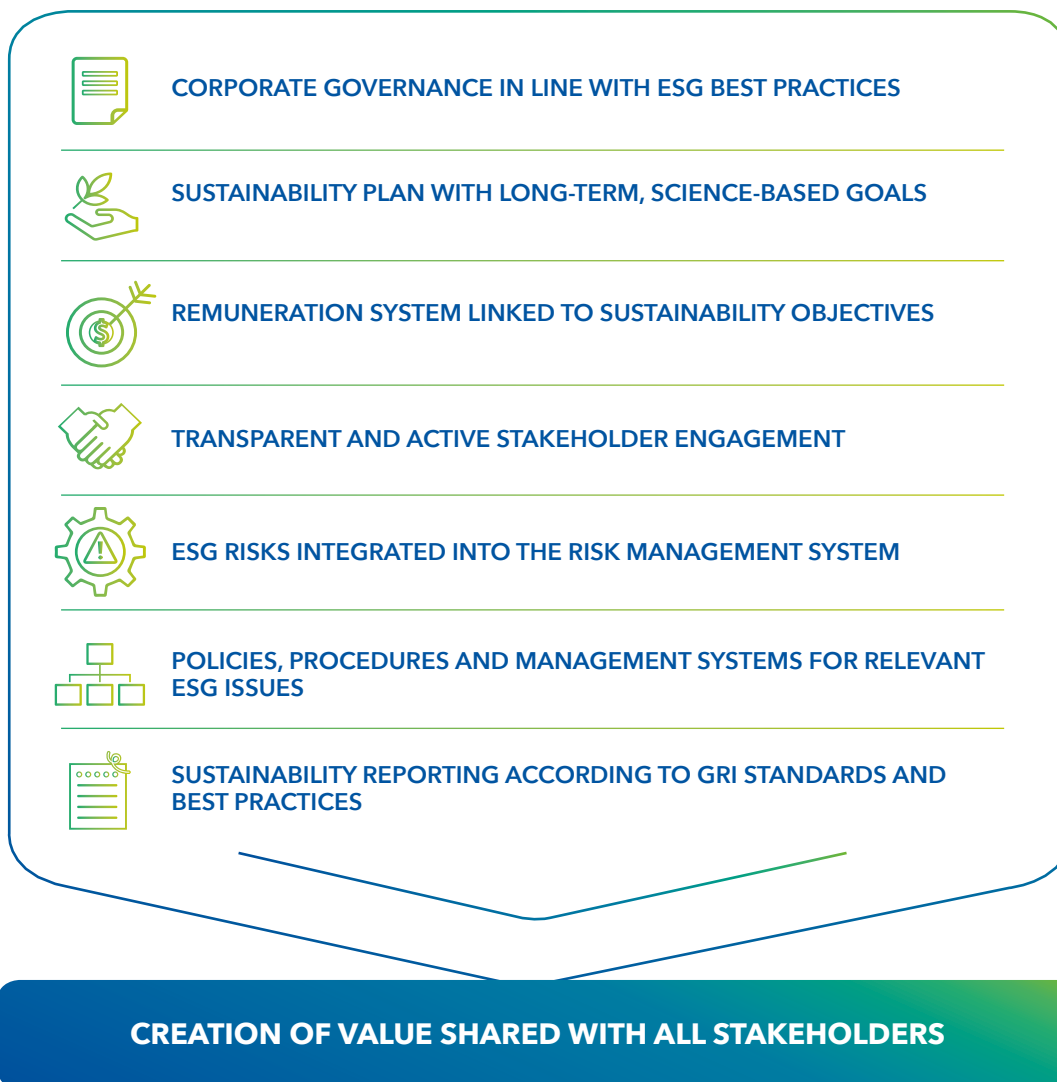 CORPORATE GOVERNANCE IN LINE WITH ESG BEST PRACTICES
SUSTAINABILITY PLAN WITH LONG-TERM, SCIENCE-BASED GOALS
$
REMUNERATION SYSTEM LINKED TO SUSTAINABILITY OBJECTIVES
TRANSPARENT AND ACTIVE STAKEHOLDER ENGAGEMENT
ESG RISKS INTEGRATED INTO THE RISK MANAGEMENT SYSTEM
POLICIES, PROCEDURES AND MANAGEMENT SYSTEMS FOR RELEVANT
ESG ISSUES
SUSTAINABILITY REPORTING ACCORDING TO GRI STANDARDS AND
BEST PRACTICES
CREATION OF VALUE SHARED WITH ALL STAKEHOLDERS